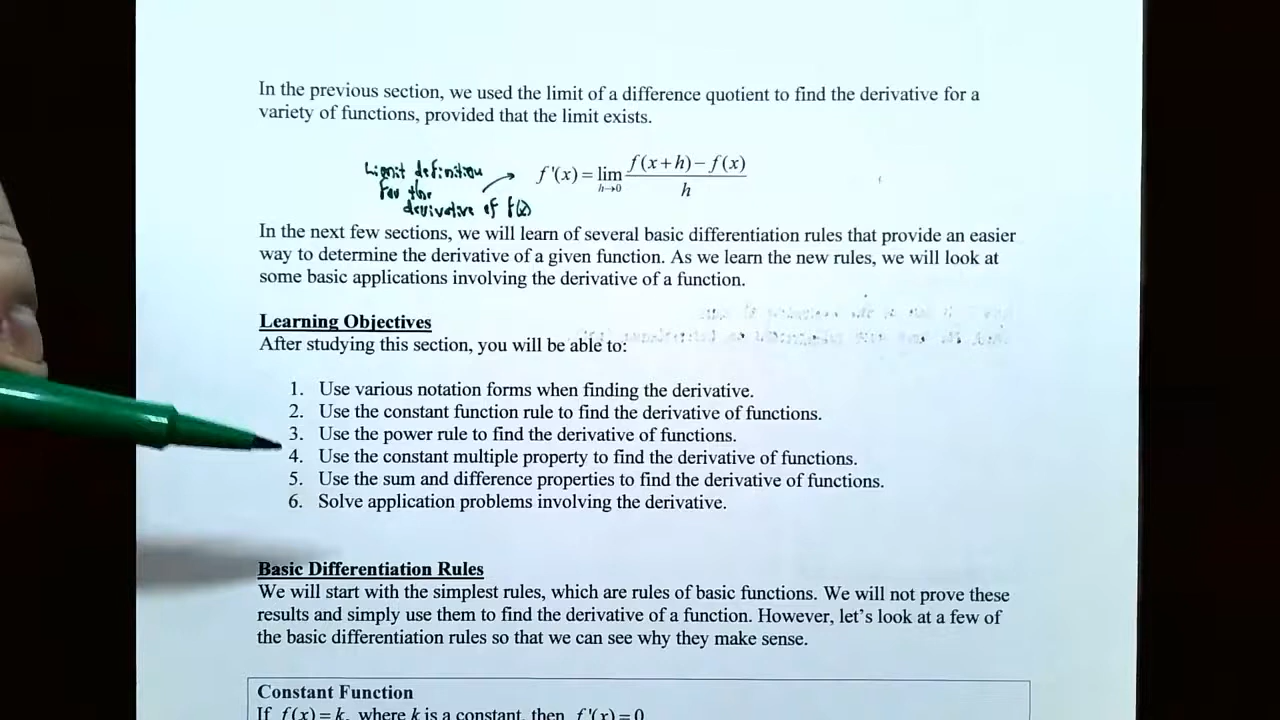 In the previous section, we used the limit of a difference quotient to find the derivative for a
variety of functions, provided that the limit exists.
Limit definition
for the
derivative of f(x)
f'(x) = lim h→0 f(x+h) − f(x) / h
In the next few sections, we will learn of several basic differentiation rules that provide an easier
way to determine the derivative of a given function. As we learn the new rules, we will look at
some basic applications involving the derivative of a function.
Learning Objectives
After studying this section, you will be able to:
1. Use various notation forms when finding the derivative.
2. Use the constant function rule to find the derivative of functions.
3. Use the power rule to find the derivative of functions.
4. Use the constant multiple property to find the derivative of functions.
5. Use the sum and difference properties to find the derivative of functions.
6. Solve application problems involving the derivative.
Basic Differentiation Rules
We will start with the simplest rules, which are rules of basic functions. We will not prove these
results and simply use them to find the derivative of a function. However, let's look at a few of
the basic differentiation rules so that we can see why they make sense.
Constant Function
If f(x) = k, where k is a constant, then f'(x) = 0